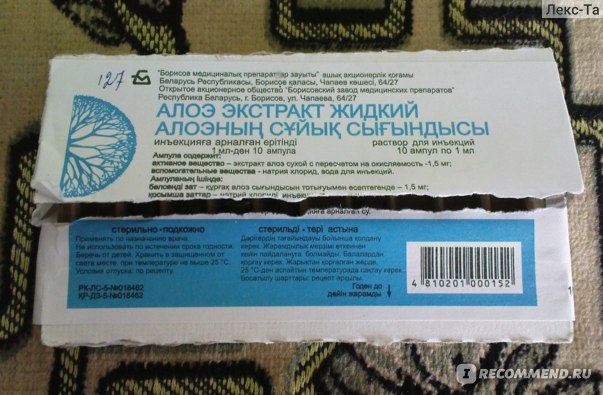 Лекс-Та
127
"Борисов медициналық препараттар зауыты" ашық акционерлік қоғамы
Беларусь Республикасы, Борисов қаласы, Чапаев көшесі, 64/27
Открытое акционерное общество "Борисовский завод медицинских препаратов"
Республика Беларусь, г. Борисов, ул. Чапаева, 64/27
АЛОЭ ЭКСТРАКТ ЖИДКИЙ
АЛОЭНЫҢ СҰЙЫҚ СЫҒЫНДЫСЫ
инъекцияға арналған ерітінді
1 мл-ден 10 ампула
раствор для инъекций
10 ампул по 1 мл
Ампула содержит:
активное вещество – экстракт алоэ сухой с пересчетом на окисляемость -1,5 мг;
вспомогательные вещества - натрия хлорид, вода для инъекций.
Ампуланың ішінде:
белсенді зат – құрғақ алоэ сығындысын тотығуымен есептегенде – 1,5 мг;
қосымша заттар – натрий хлориді, инъекцияға арналған су.
стерильно•подкожно
Применять по назначению врача.
Не использовать по истечении срока годности.
Беречь от детей. Хранить в защищенном от
света месте, при температуре не выше 25 °С.
Условия отпуска: по рецепту.
РК-ЛС-5-№018462
ҚР-ДЗ-5-№018462
стерильді • тері астына
Дәрігердің тағайындауы бойынша қолдану
керек. Жарамдылық мерзімі өткеннен
кейін пайдалануға болмайды. Балалардан
қорғау керек. Жарықтан қорғалған жерде,
25 °С-ден аспайтын температурада сақтау керек.
Босатылу шарттары: рецепт арқылы.
Годен до
дейін жарамды
4 810201 000152
IRECOMMEND.RU